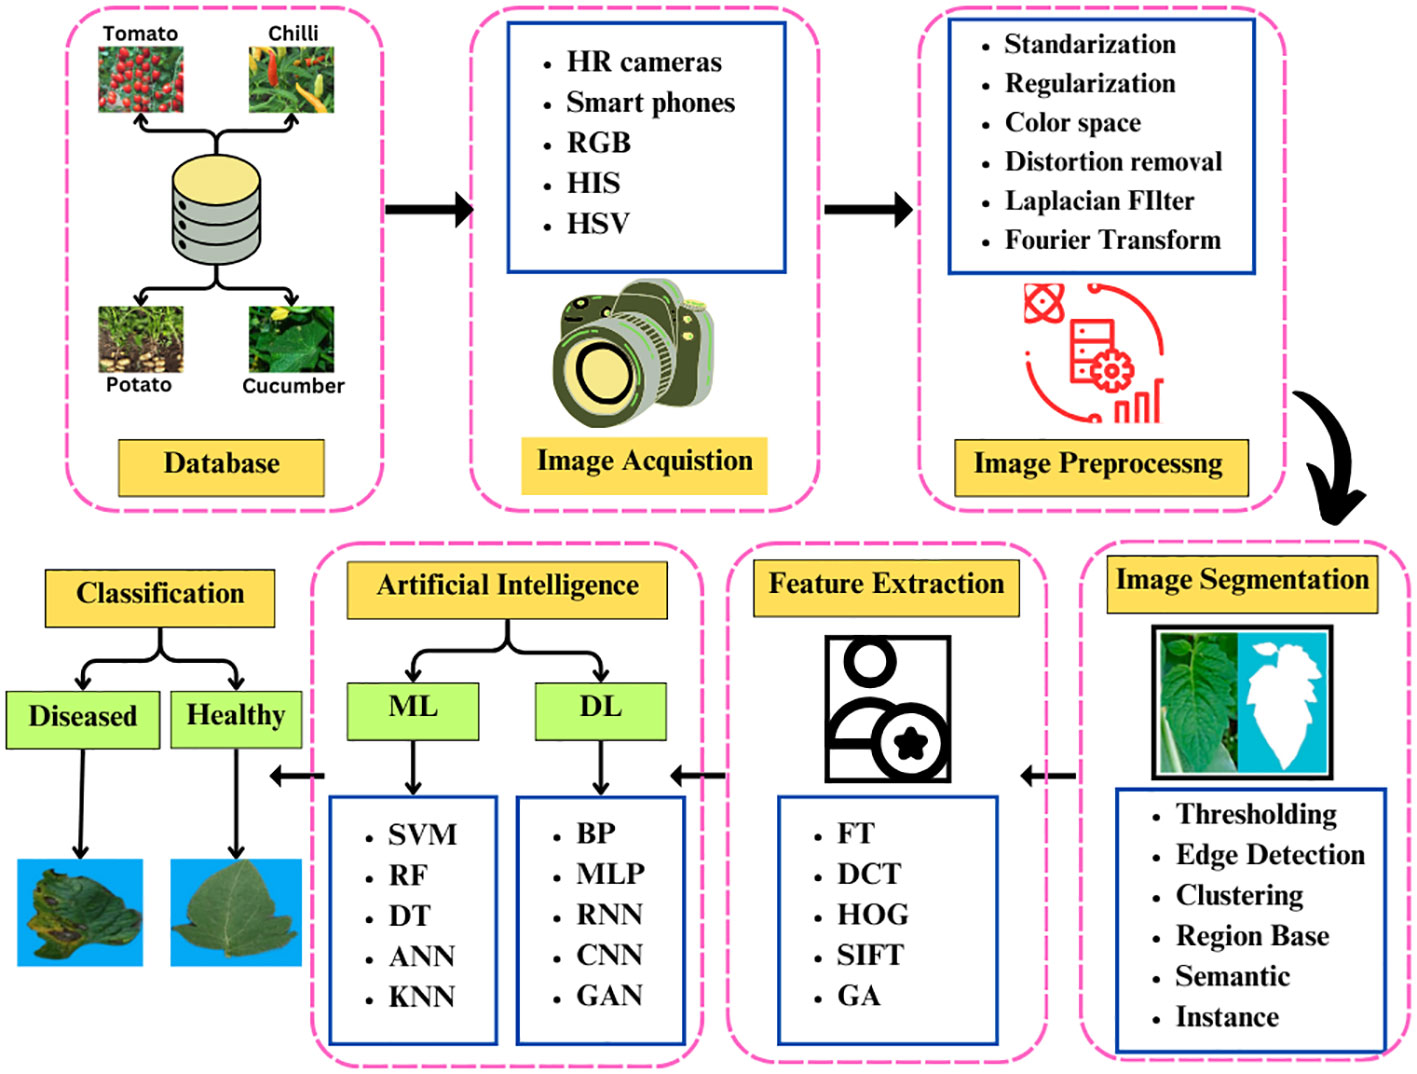 Tomato
Chilli
Potato
Cucumber
Database
• HR cameras
• Smart phones
• RGB
• HIS
• HSV
Image Acquistion
• Standarization
• Regularization
• Color space
• Distortion removal
• Laplacian FIlter
• Fourier Transform
Image Preprocessng
Image Segmentation
• Thresholding
• Edge Detection
• Clustering
• Region Base
• Semantic
• Instance
Feature Extraction
• FT
• DCT
• HOG
• SIFT
• GA
Artificial Intelligence
ML
• SVM
• RF
• DT
• ANN
• KNN
DL
• BP
• MLP
• RNN
• CNN
• GAN
Classification
Diseased
Healthy